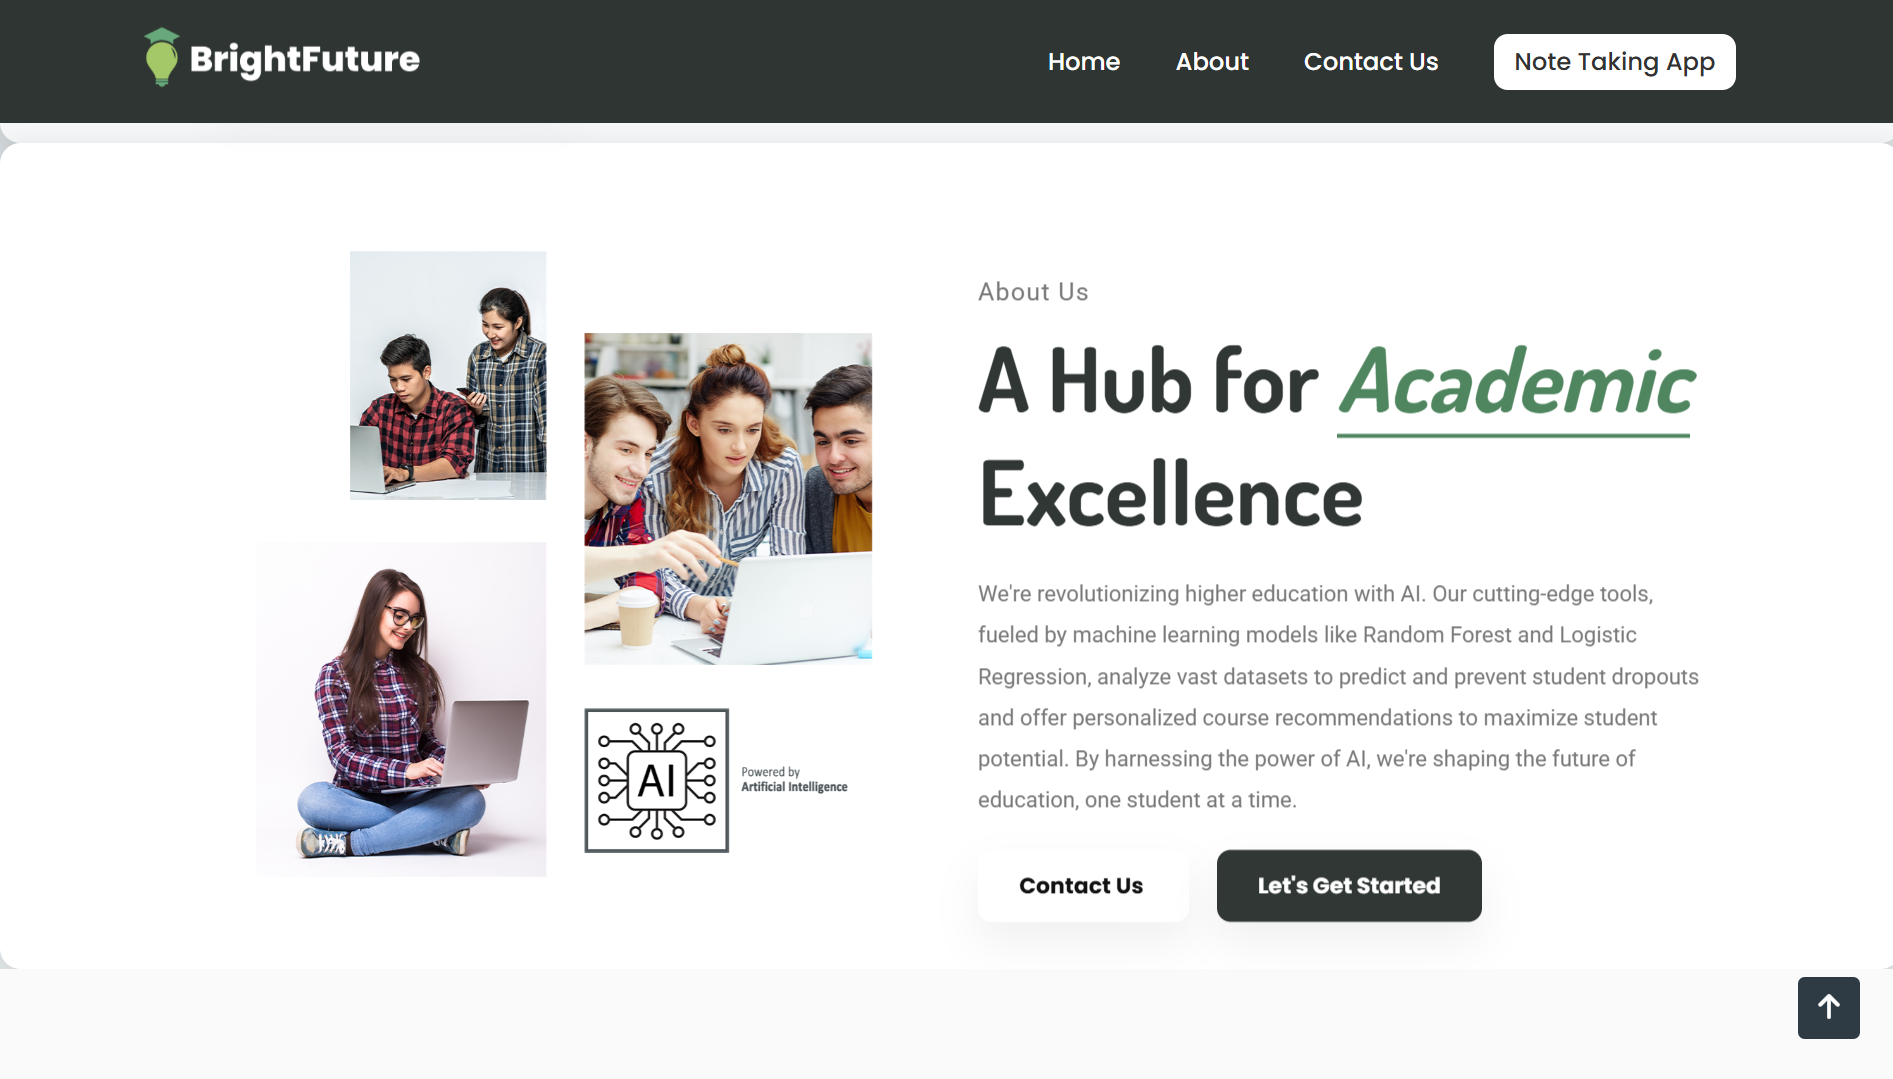 BrightFuture
Home
About
Contact Us
Note Taking App
About Us
A Hub for Academic
Excellence
We're revolutionizing higher education with AI. Our cutting-edge tools,
fueled by machine learning models like Random Forest and Logistic
Regression, analyze vast datasets to predict and prevent student dropouts
and offer personalized course recommendations to maximize student
potential. By harnessing the power of AI, we're shaping the future of
education, one student at a time.
AI
Powered by
Artificial Intelligence
Contact Us
Let's Get Started